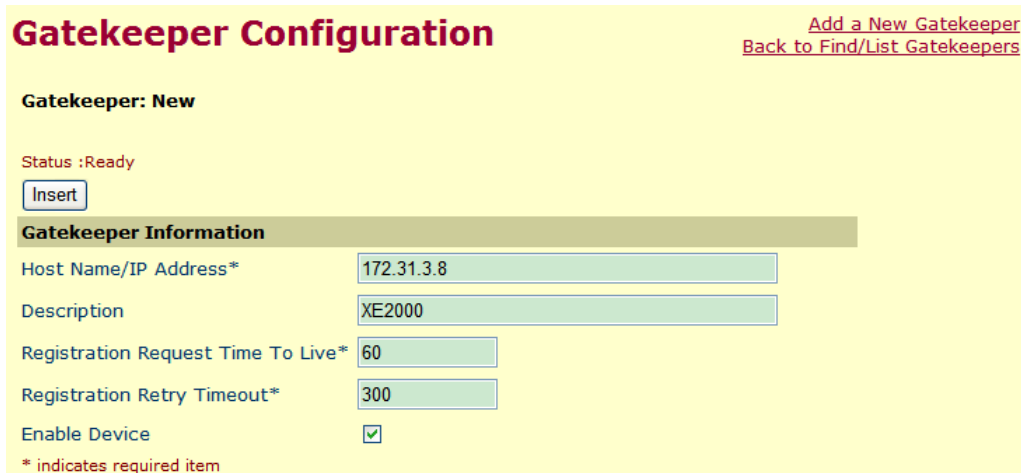 Gatekeeper Configuration
Add a New Gatekeeper
Back to Find/List Gatekeepers
Gatekeeper: New
Status :Ready
Insert
Gatekeeper Information
Host Name/IP Address* 172.31.3.8
Description XE2000
Registration Request Time To Live* 60
Registration Retry Timeout* 300
Enable Device
* indicates required item